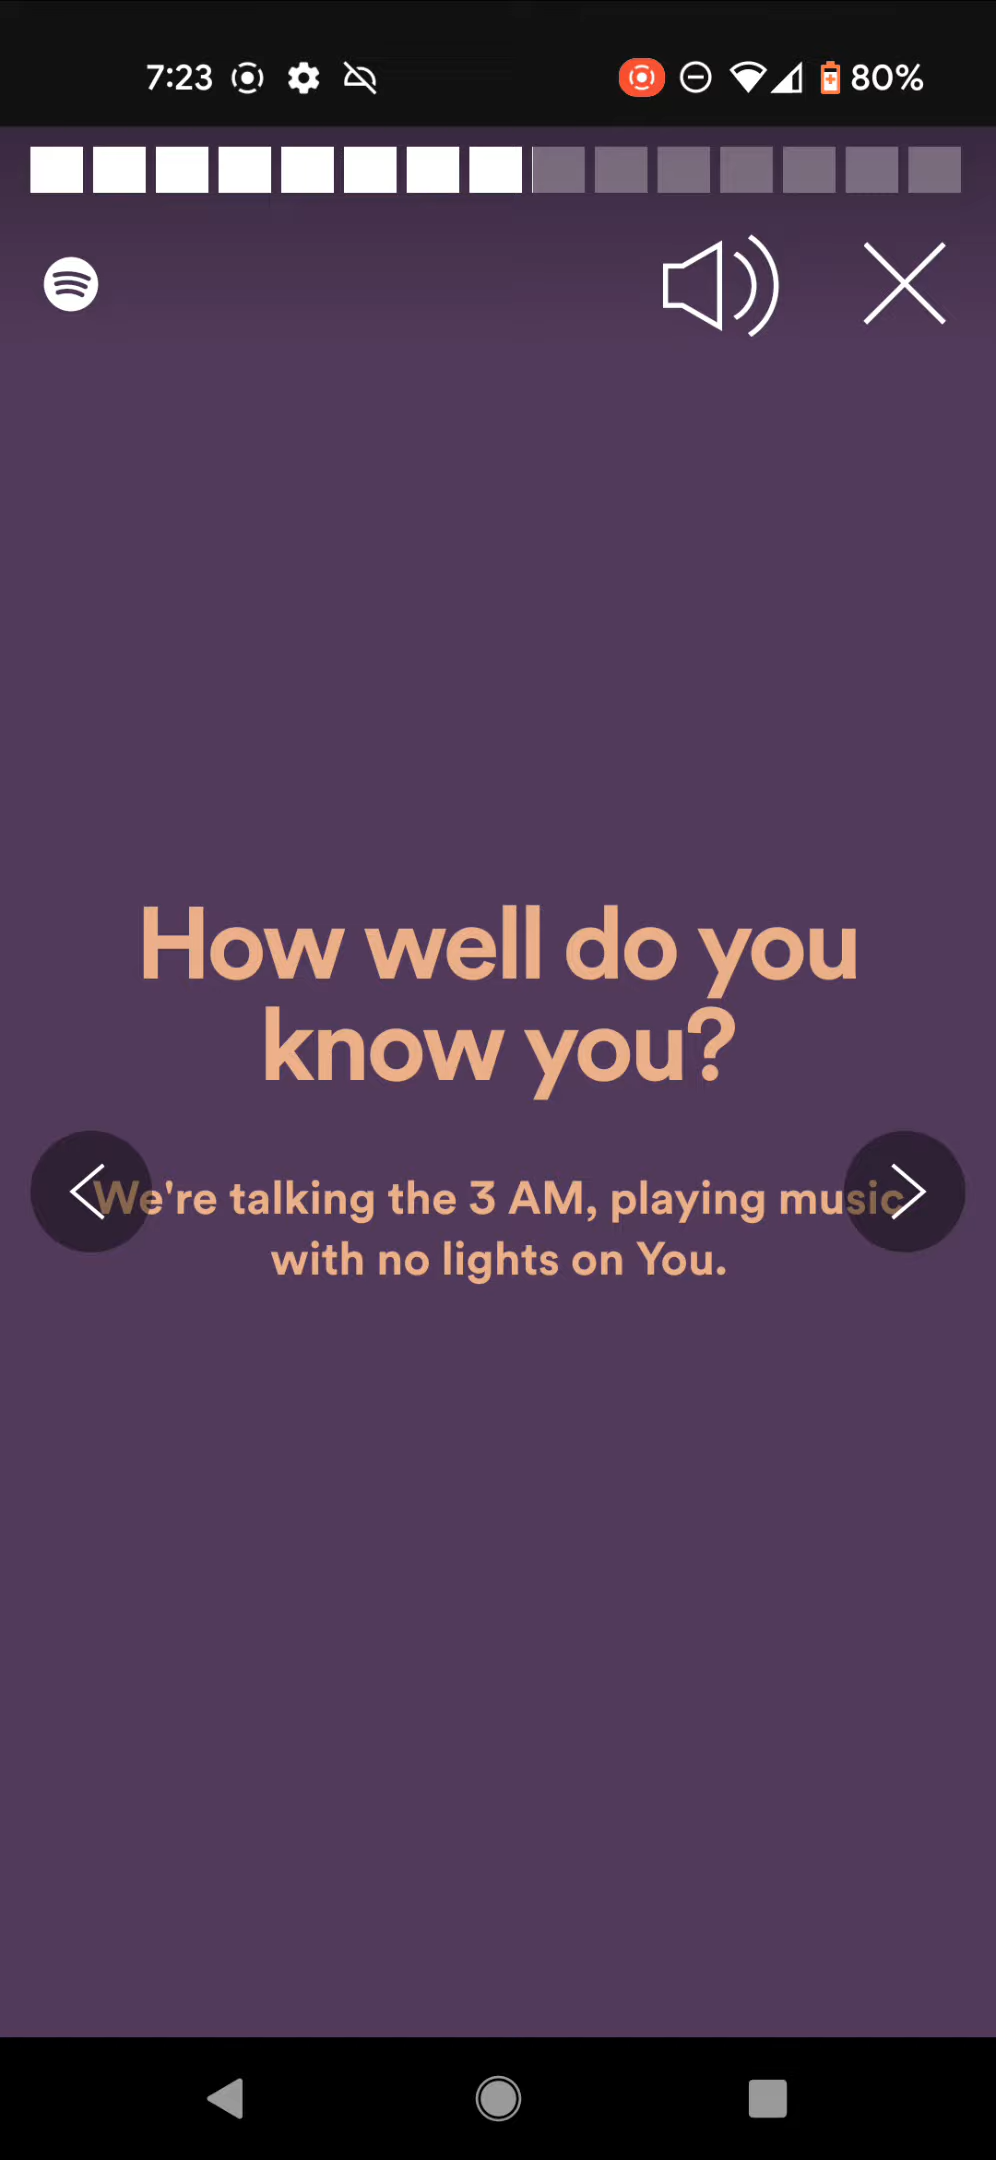 7:23 80%
How well do you
know you?
We're talking the 3 AM, playing music
with no lights on You.